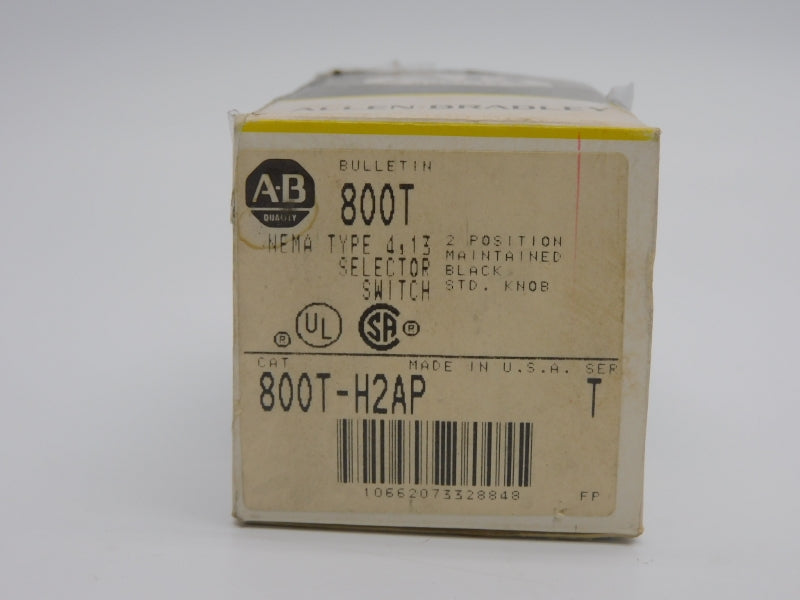 ALLEN-BRADLEY
BULLETIN
A-B
QUALITY
800T
NEMA TYPE 4,13
SELECTOR
SWITCH
2 POSITION
MAINTAINED
BLACK
STD. KNOB
® UL SA ®
CAT MADE IN U.S.A. SER
800T-H2AP T
10662073328848 FP